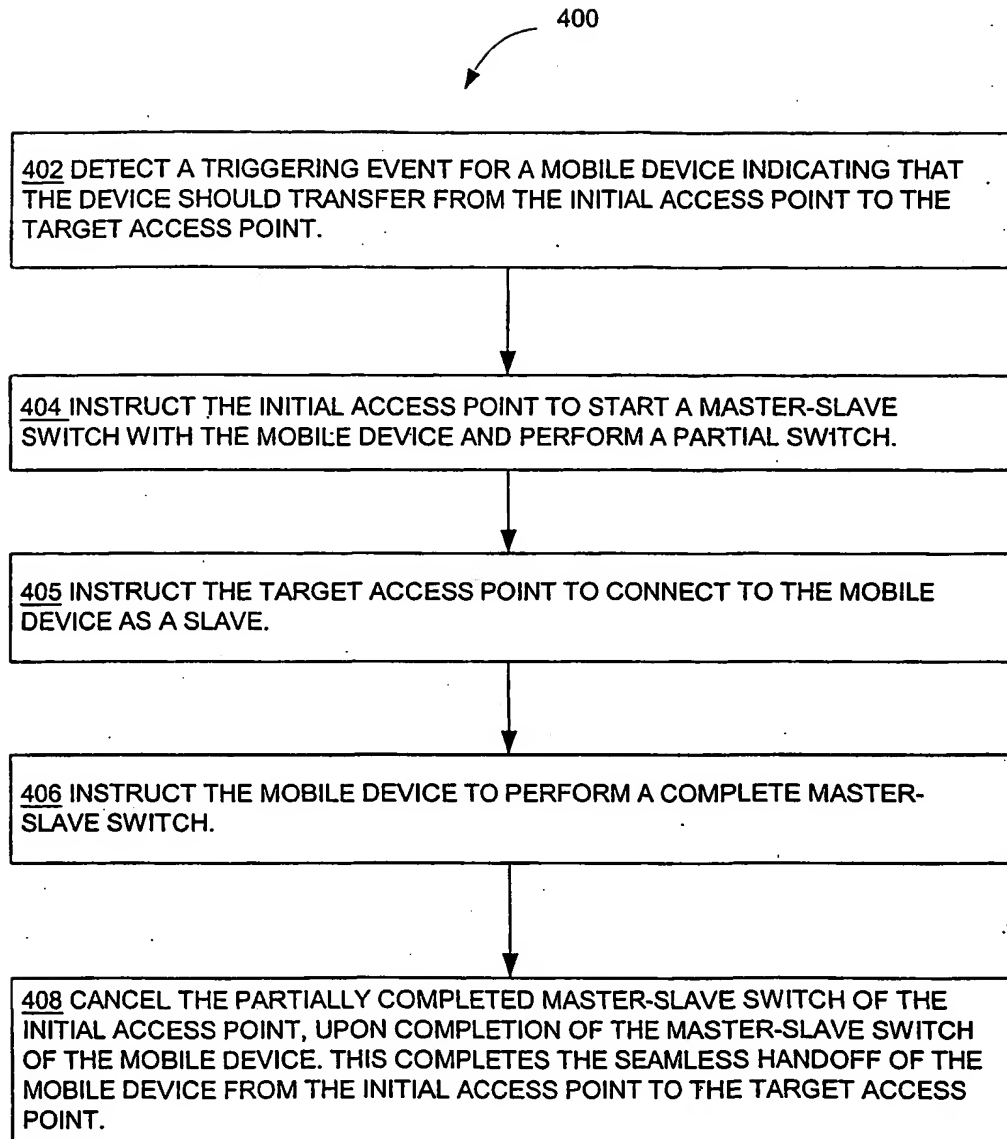 400
402 DETECT A TRIGGERING EVENT FOR A MOBILE DEVICE INDICATING THAT
THE DEVICE SHOULD TRANSFER FROM THE INITIAL ACCESS POINT TO THE
TARGET ACCESS POINT.
404 INSTRUCT THE INITIAL ACCESS POINT TO START A MASTER-SLAVE
SWITCH WITH THE MOBILE DEVICE AND PERFORM A PARTIAL SWITCH.
405 INSTRUCT THE TARGET ACCESS POINT TO CONNECT TO THE MOBILE
DEVICE AS A SLAVE.
406 INSTRUCT THE MOBILE DEVICE TO PERFORM A COMPLETE MASTER-
SLAVE SWITCH.
408 CANCEL THE PARTIALLY COMPLETED MASTER-SLAVE SWITCH OF THE
INITIAL ACCESS POINT, UPON COMPLETION OF THE MASTER-SLAVE SWITCH
OF THE MOBILE DEVICE. THIS COMPLETES THE SEAMLESS HANDOFF OF THE
MOBILE DEVICE FROM THE INITIAL ACCESS POINT TO THE TARGET ACCESS
POINT.